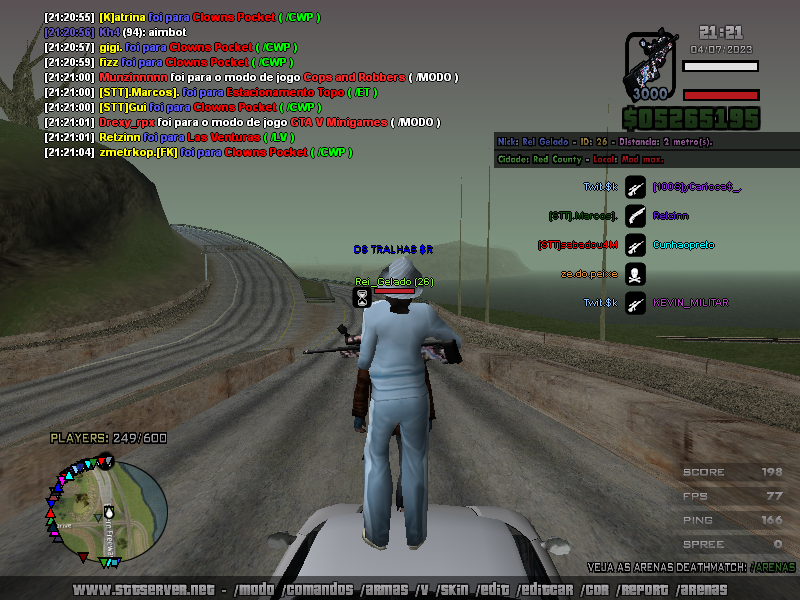 [21:20:55] [K]atrina foi para Clowns Pocket ( /CWP )
[21:20:56] Kh4 (94): aimbot
[21:20:57] gigi. foi para Clowns Pocket ( /CWP )
[21:20:59] fizz foi para Clowns Pocket ( /CWP )
[21:21:00] Munzinnnnn foi para o modo de jogo Cops and Robbers ( /MODO )
[21:21:00] [STT].Marcos]. foi para Estacionamento Topo ( /ET )
[21:21:00] [STT]Gui foi para Clowns Pocket ( /CWP )
[21:21:01] Drexy_rpx foi para o modo de jogo GTA V Minigames ( /MODO )
[21:21:01] Relzinn foi para Las Venturas ( /LV )
[21:21:04] zmetrkop.[FK] foi para Clowns Pocket ( /CWP )
21:21
04/07/2023
3000
$05265195
Nick: Rei_Gelado - ID: 26 - Distancia: 2 metro(s).
Cidade: Red County - Local: Mad max.
Twit.$k [100S]yCarioca$_.
[STT].Marcos]. Relzinn
[STT]sabadou4M Cunhaopreto
ze.do.peixe
Twit.$k KEVIN_MILITAR
OS TRALHAS $R
Rei_Gelado (26)
PLAYERS: 249/600
SCORE 198
FPS 77
PING 166
SPREE 0
VEJA AS ARENAS DEATHMATCH: /ARENAS
www.sttserver.net - /modo /comandos /armas /v /skin /edit /editcar /cor /report /arenas